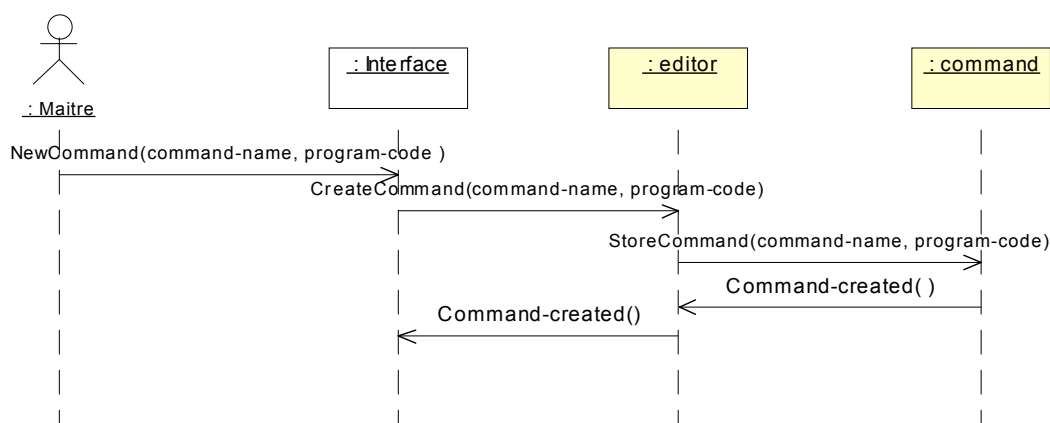 : Interface
: editor
: command
: Maitre
NewCommand(command-name, program-code )
CreateCommand(command-name, program-code)
StoreCommand(command-name, program-code)
Command-created( )
Command-created()